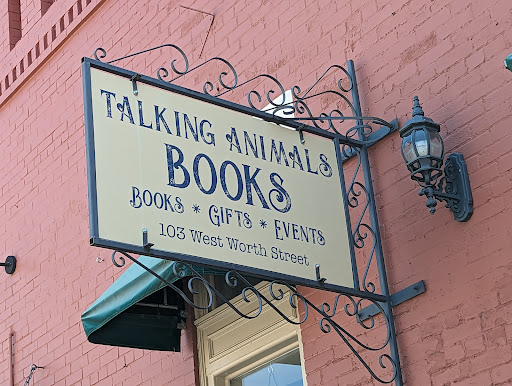 TALKING ANIMALS
BOOKS
BOOKS * GIFTS * EVENTS
103 West Worth Street